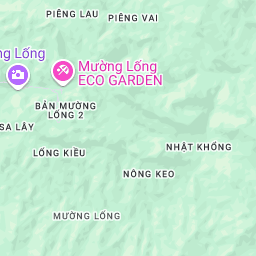 PIÊNG LAU
PIÊNG VAI
ng Lống
Mường Lống
ECO GARDEN
BẢN MƯỜNG
LỐNG 2
SA LÂY
LỐNG KIỀU
NHẬT KHỐNG
NÔNG KEO
MƯỜNG LỐNG